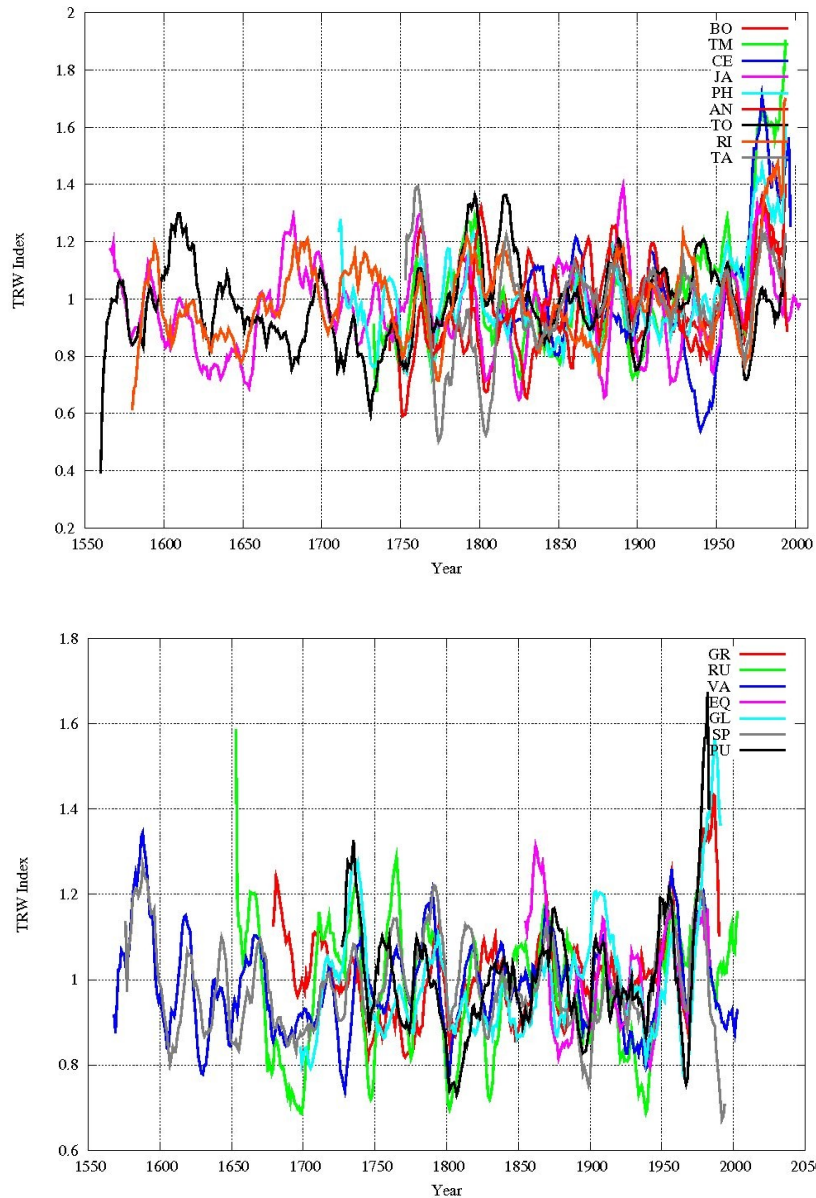 2
1.8
1.6
1.4
1.2
1
0.8
0.6
0.4
0.2
TRW Index
BO
TM
CE
JA
PH
AN
TO
RI
TA
1550 1600 1650 1700 1750 1800 1850 1900 1950 2000
Year
1.8
1.6
1.4
1.2
1
0.8
0.6
TRW Index
GR
RU
VA
EQ
GL
SP
PU
1550 1600 1650 1700 1750 1800 1850 1900 1950 2000 205
Year